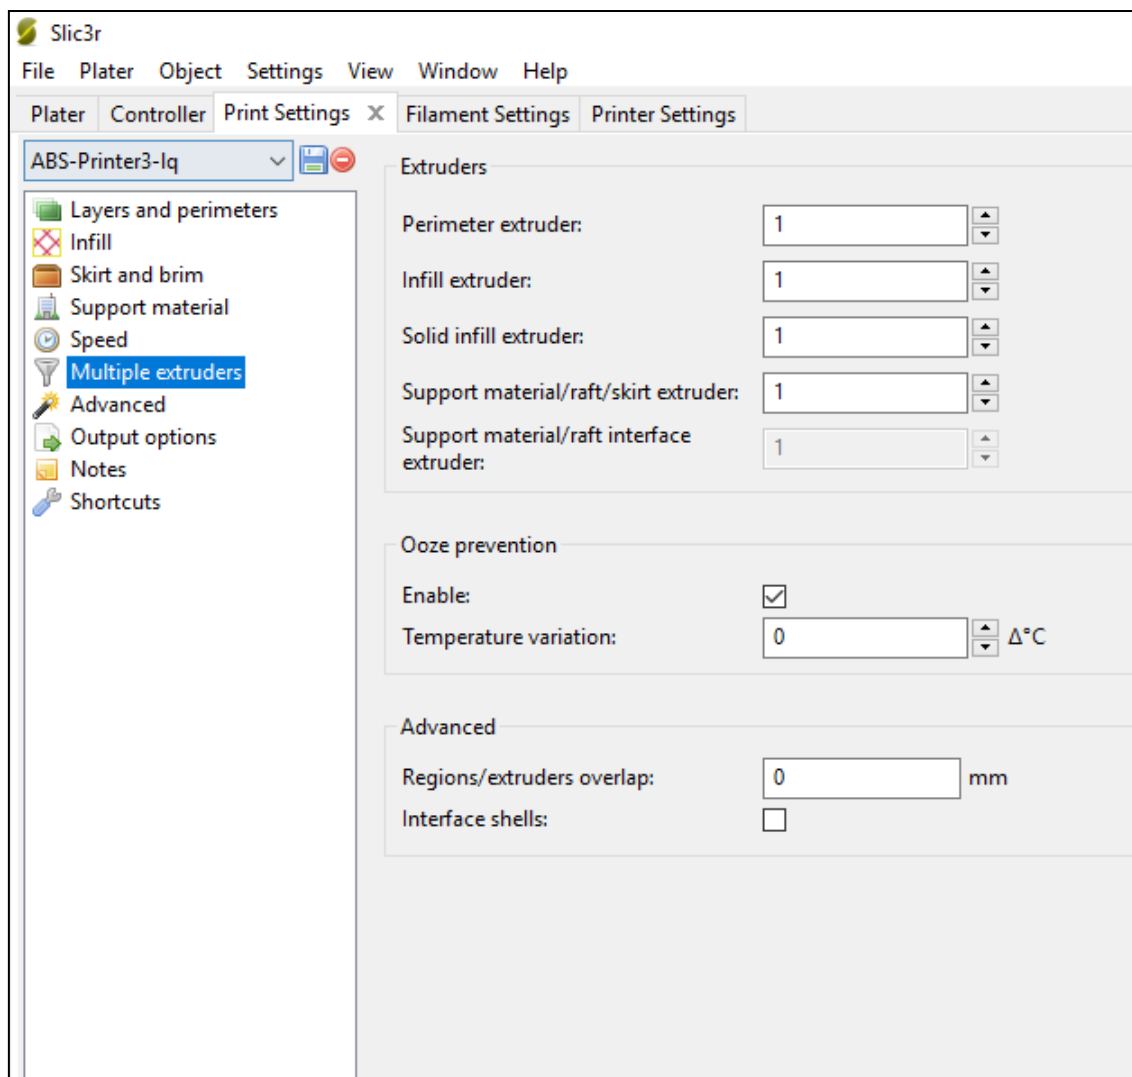 Slic3r
File Plater Object Settings View Window Help
Plater Controller Print Settings X Filament Settings Printer Settings
ABS-Printer3-lq
Layers and perimeters
Infill
Skirt and brim
Support material
Speed
Multiple extruders
Advanced
Output options
Notes
Shortcuts
Extruders
Perimeter extruder: 1
Infill extruder: 1
Solid infill extruder: 1
Support material/raft/skirt extruder: 1
Support material/raft interface
extruder: 1
Ooze prevention
Enable:
Temperature variation: 0 Δ°C
Advanced
Regions/extruders overlap: 0 mm
Interface shells: